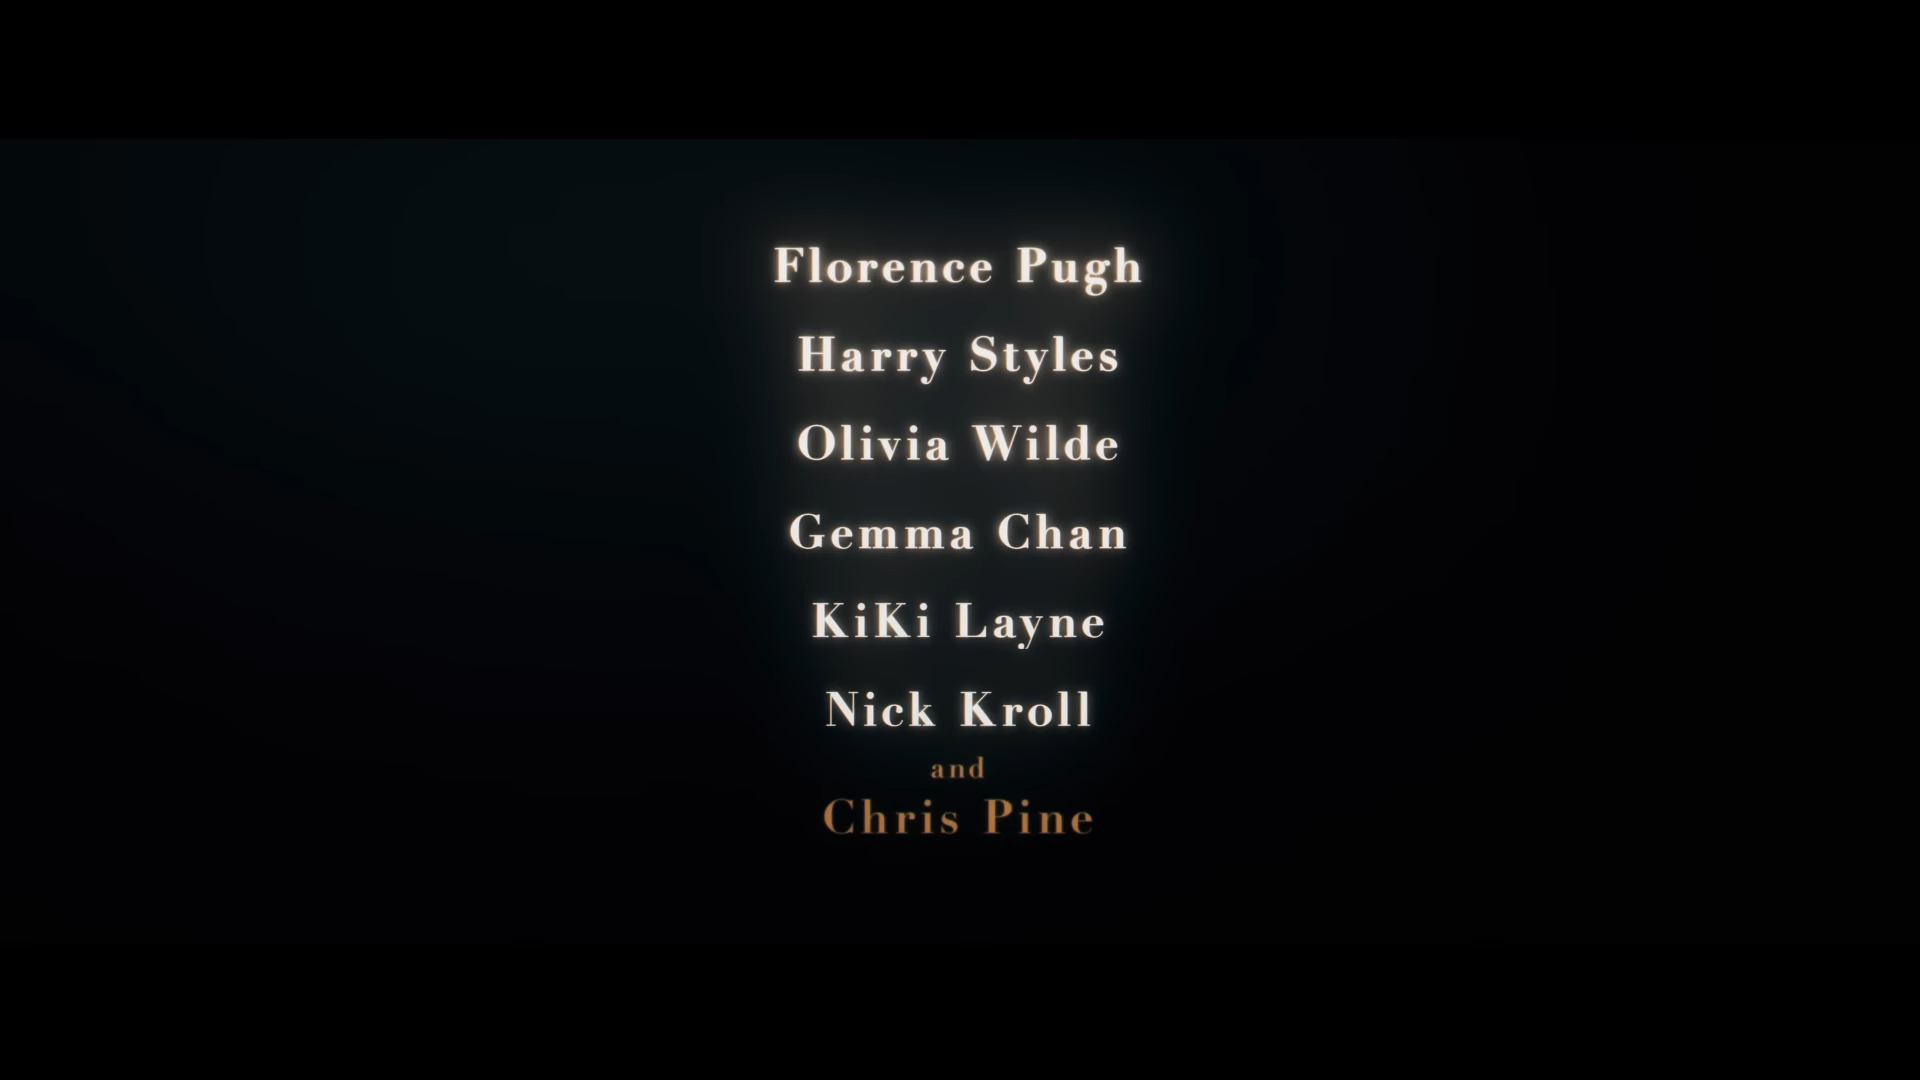 Florence Pugh
Harry Styles
Olivia Wilde
Gemma Chan
KiKi Layne
Nick Kroll
and
Chris Pine